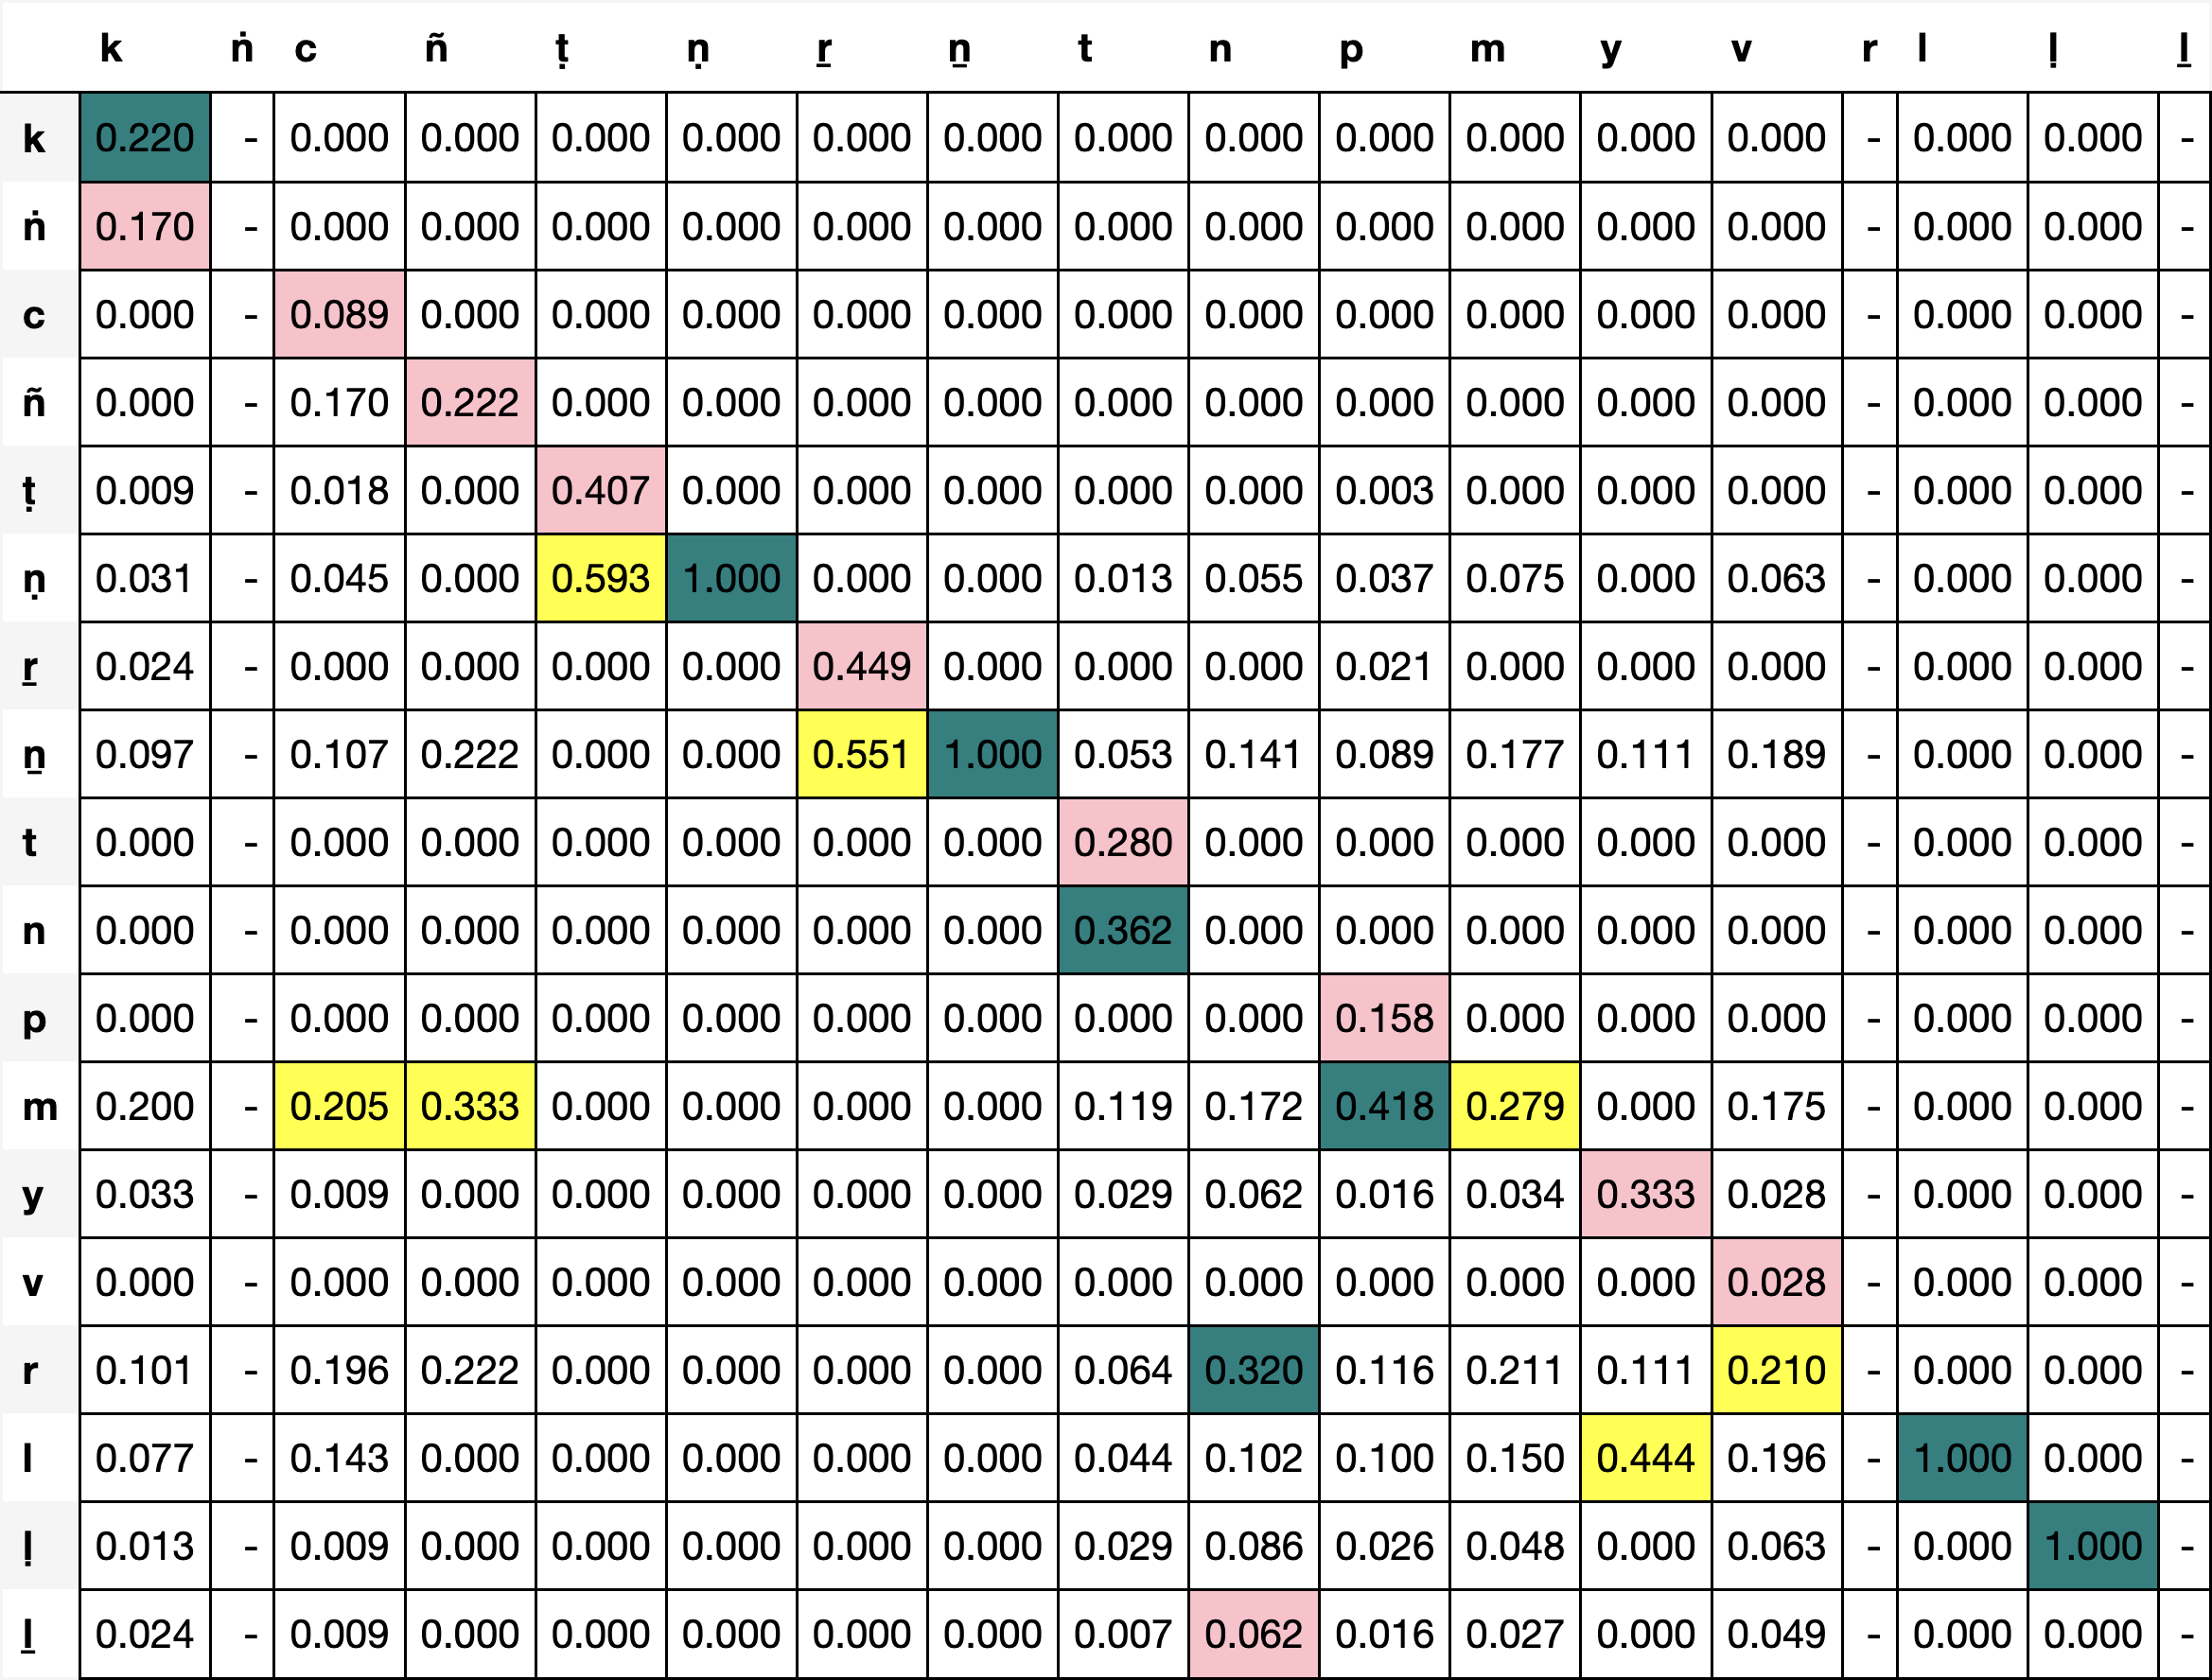 k ṅ c ñ ṭ ṇ ṟ ṉ t n p m y v r l ḷ ḻ
k 0.220 - 0.000 0.000 0.000 0.000 0.000 0.000 0.000 0.000 0.000 0.000 0.000 0.000 - 0.000 0.000 -
ṅ 0.170 - 0.000 0.000 0.000 0.000 0.000 0.000 0.000 0.000 0.000 0.000 0.000 0.000 - 0.000 0.000 -
c 0.000 - 0.089 0.000 0.000 0.000 0.000 0.000 0.000 0.000 0.000 0.000 0.000 0.000 - 0.000 0.000 -
ñ 0.000 - 0.170 0.222 0.000 0.000 0.000 0.000 0.000 0.000 0.000 0.000 0.000 0.000 - 0.000 0.000 -
ṭ 0.009 - 0.018 0.000 0.407 0.000 0.000 0.000 0.000 0.000 0.003 0.000 0.000 0.000 - 0.000 0.000 -
ṇ 0.031 - 0.045 0.000 0.593 1.000 0.000 0.000 0.013 0.055 0.037 0.075 0.000 0.063 - 0.000 0.000 -
ṟ 0.024 - 0.000 0.000 0.000 0.000 0.449 0.000 0.000 0.000 0.021 0.000 0.000 0.000 - 0.000 0.000 -
ṉ 0.097 - 0.107 0.222 0.000 0.000 0.551 1.000 0.053 0.141 0.089 0.177 0.111 0.189 - 0.000 0.000 -
t 0.000 - 0.000 0.000 0.000 0.000 0.000 0.000 0.280 0.000 0.000 0.000 0.000 0.000 - 0.000 0.000 -
n 0.000 - 0.000 0.000 0.000 0.000 0.000 0.000 0.362 0.000 0.000 0.000 0.000 0.000 - 0.000 0.000 -
p 0.000 - 0.000 0.000 0.000 0.000 0.000 0.000 0.000 0.000 0.158 0.000 0.000 0.000 - 0.000 0.000 -
m 0.200 - 0.205 0.333 0.000 0.000 0.000 0.000 0.119 0.172 0.418 0.279 0.000 0.175 - 0.000 0.000 -
y 0.033 - 0.009 0.000 0.000 0.000 0.000 0.000 0.029 0.062 0.016 0.034 0.333 0.028 - 0.000 0.000 -
v 0.000 - 0.000 0.000 0.000 0.000 0.000 0.000 0.000 0.000 0.000 0.000 0.000 0.028 - 0.000 0.000 -
r 0.101 - 0.196 0.222 0.000 0.000 0.000 0.000 0.064 0.320 0.116 0.211 0.111 0.210 - 0.000 0.000 -
l 0.077 - 0.143 0.000 0.000 0.000 0.000 0.000 0.044 0.102 0.100 0.150 0.444 0.196 - 1.000 0.000 -
ḷ 0.013 - 0.009 0.000 0.000 0.000 0.000 0.000 0.029 0.086 0.026 0.048 0.000 0.063 - 0.000 1.000 -
ḻ 0.024 - 0.009 0.000 0.000 0.000 0.000 0.000 0.007 0.062 0.016 0.027 0.000 0.049 - 0.000 0.000 -